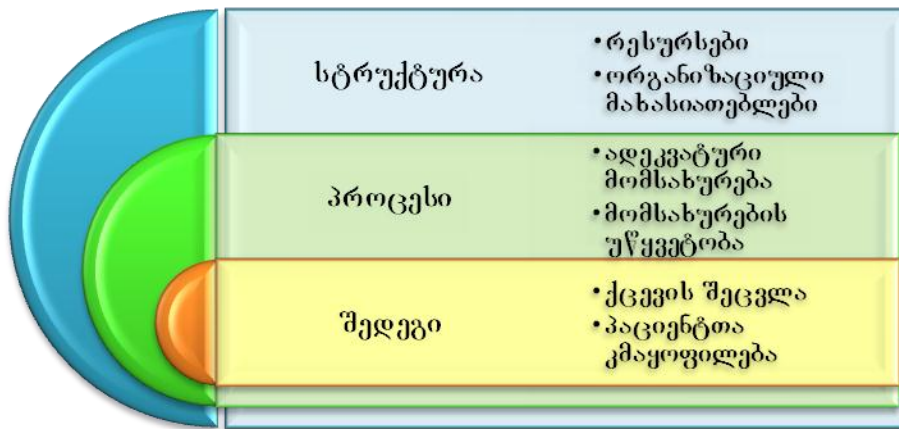 სტრუქტურა
•რესურსები
•ორგანიზაციული
მახასიათებლები
პროცესი
•ადეკვატური
მომსახურება
•მომსახურების
უწყვეტობა
შედეგი
•ქცევის შეცვლა
•პაციენტთა
კმაყოფილება